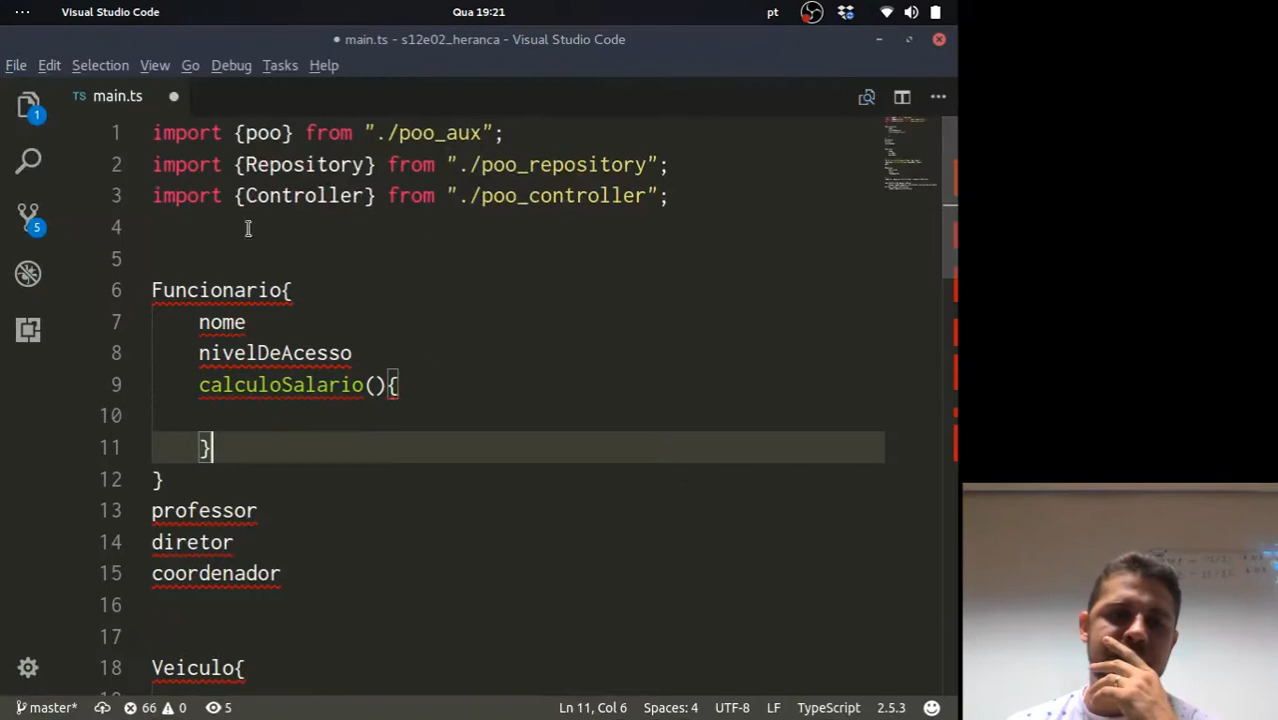 Visual Studio Code
Qua 19:21
pt
main.ts - s12e02_heranca - Visual Studio Code
File Edit Selection View Go Debug Tasks Help
TS main.ts
1 import {poo} from "./poo_aux";
2 import {Repository} from "./poo_repository";
3 import {Controller} from "./poo_controller";
4
5
6 Funcionario{
7 nome
8 nivelDeAcesso
9 calculoSalario(){
10
11 }
12 }
13 professor
14 diretor
15 coordenador
16
17
18 Veiculo{
1
5
master* 66 0 5 Ln 11, Col 6 Spaces: 4 UTF-8 LF TypeScript 2.5.3